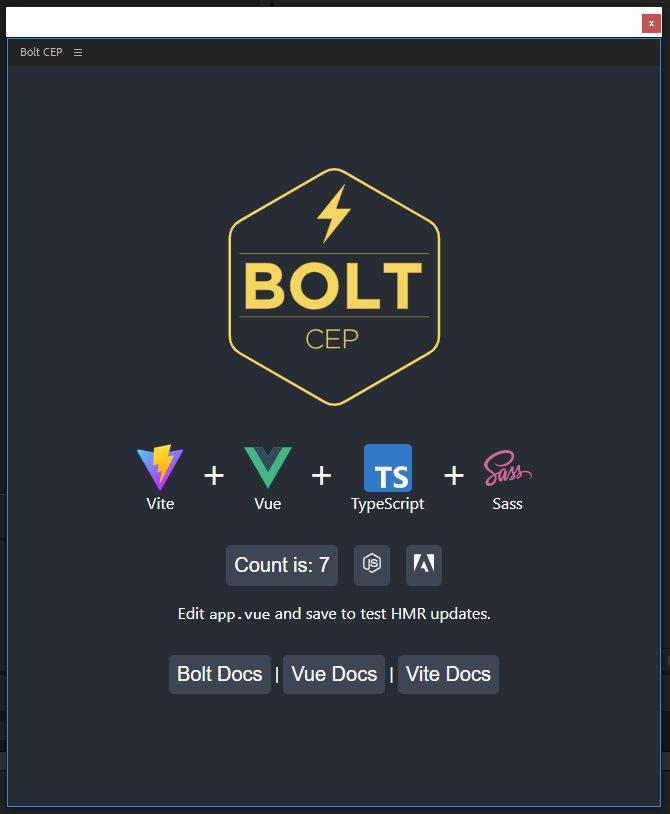 x
Bolt CEP
BOLT
CEP
+ + +
TS
Sass
Vite Vue TypeScript Sass
Count is: 7
JS
Edit app.vue and save to test HMR updates.
Bolt Docs | Vue Docs | Vite Docs